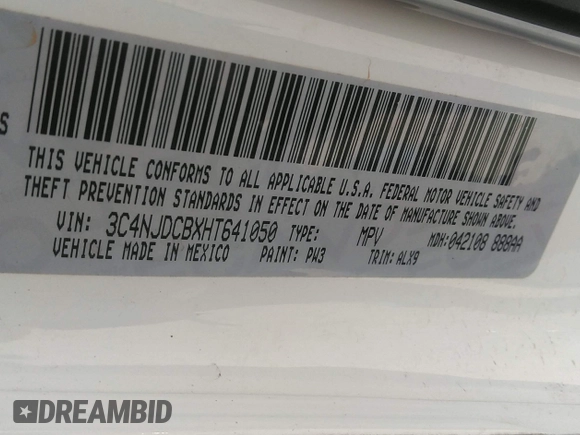 S
THIS VEHICLE CONFORMS TO ALL APPLICABLE U.S.A. FEDERAL MOTOR VEHICLE SAFETY AND
THEFT PREVENTION STANDARDS IN EFFECT ON THE DATE OF MANUFACTURE SHOWN ABOVE.
VIN: 3C4NJDCBXHT641050 TYPE: MPV MDH:042108 888AA
VEHICLE MADE IN MEXICO PAINT: PW3 TRIM:ALX9
DREAMBID